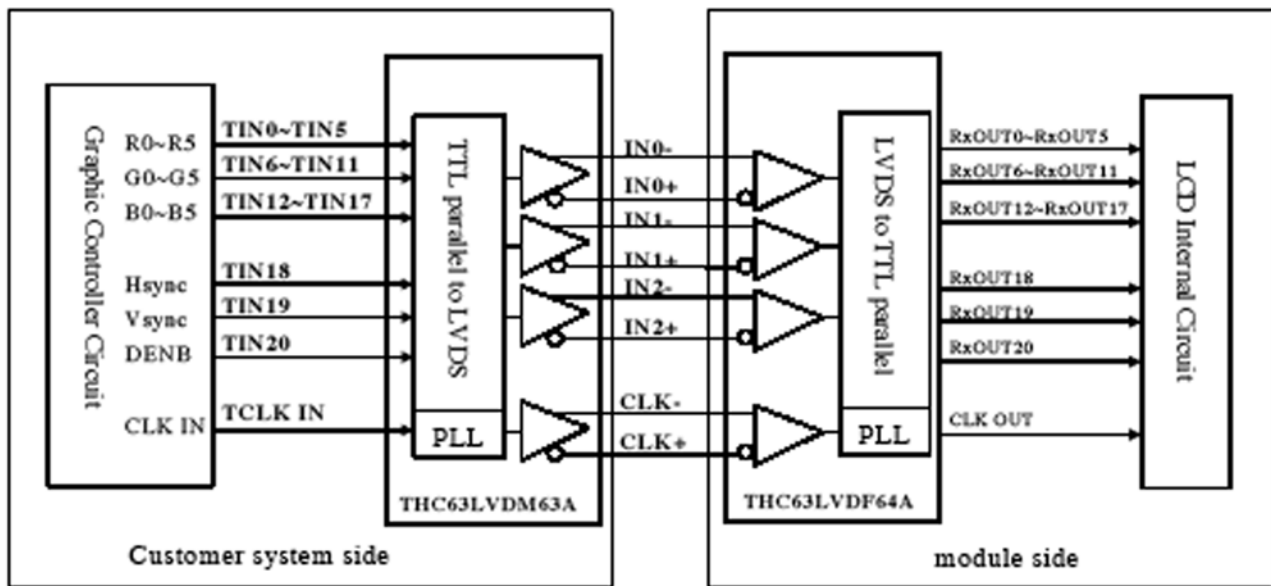 Graphic Controller Circuit
R0~R5
G0~G5
B0~B5
Hsync
Vsync
DENB
CLK IN
TIN0~TIN5
TIN6~TIN11
TIN12~TIN17
TIN18
TIN19
TIN20
TCLK IN
TTL parallel to LVDS
PLL
THC63LVDM63A
Customer system side
IN0-
IN0+
IN1-
IN1+
IN2-
IN2+
CLK-
CLK+
LVDS to TTL parallel
PLL
THC63LVDF64A
RxOUT0~RxOUT5
RxOUT6~RxOUT11
RxOUT12~RxOUT17
RxOUT18
RxOUT19
RxOUT20
CLK OUT
LCD Internal Circuit
module side